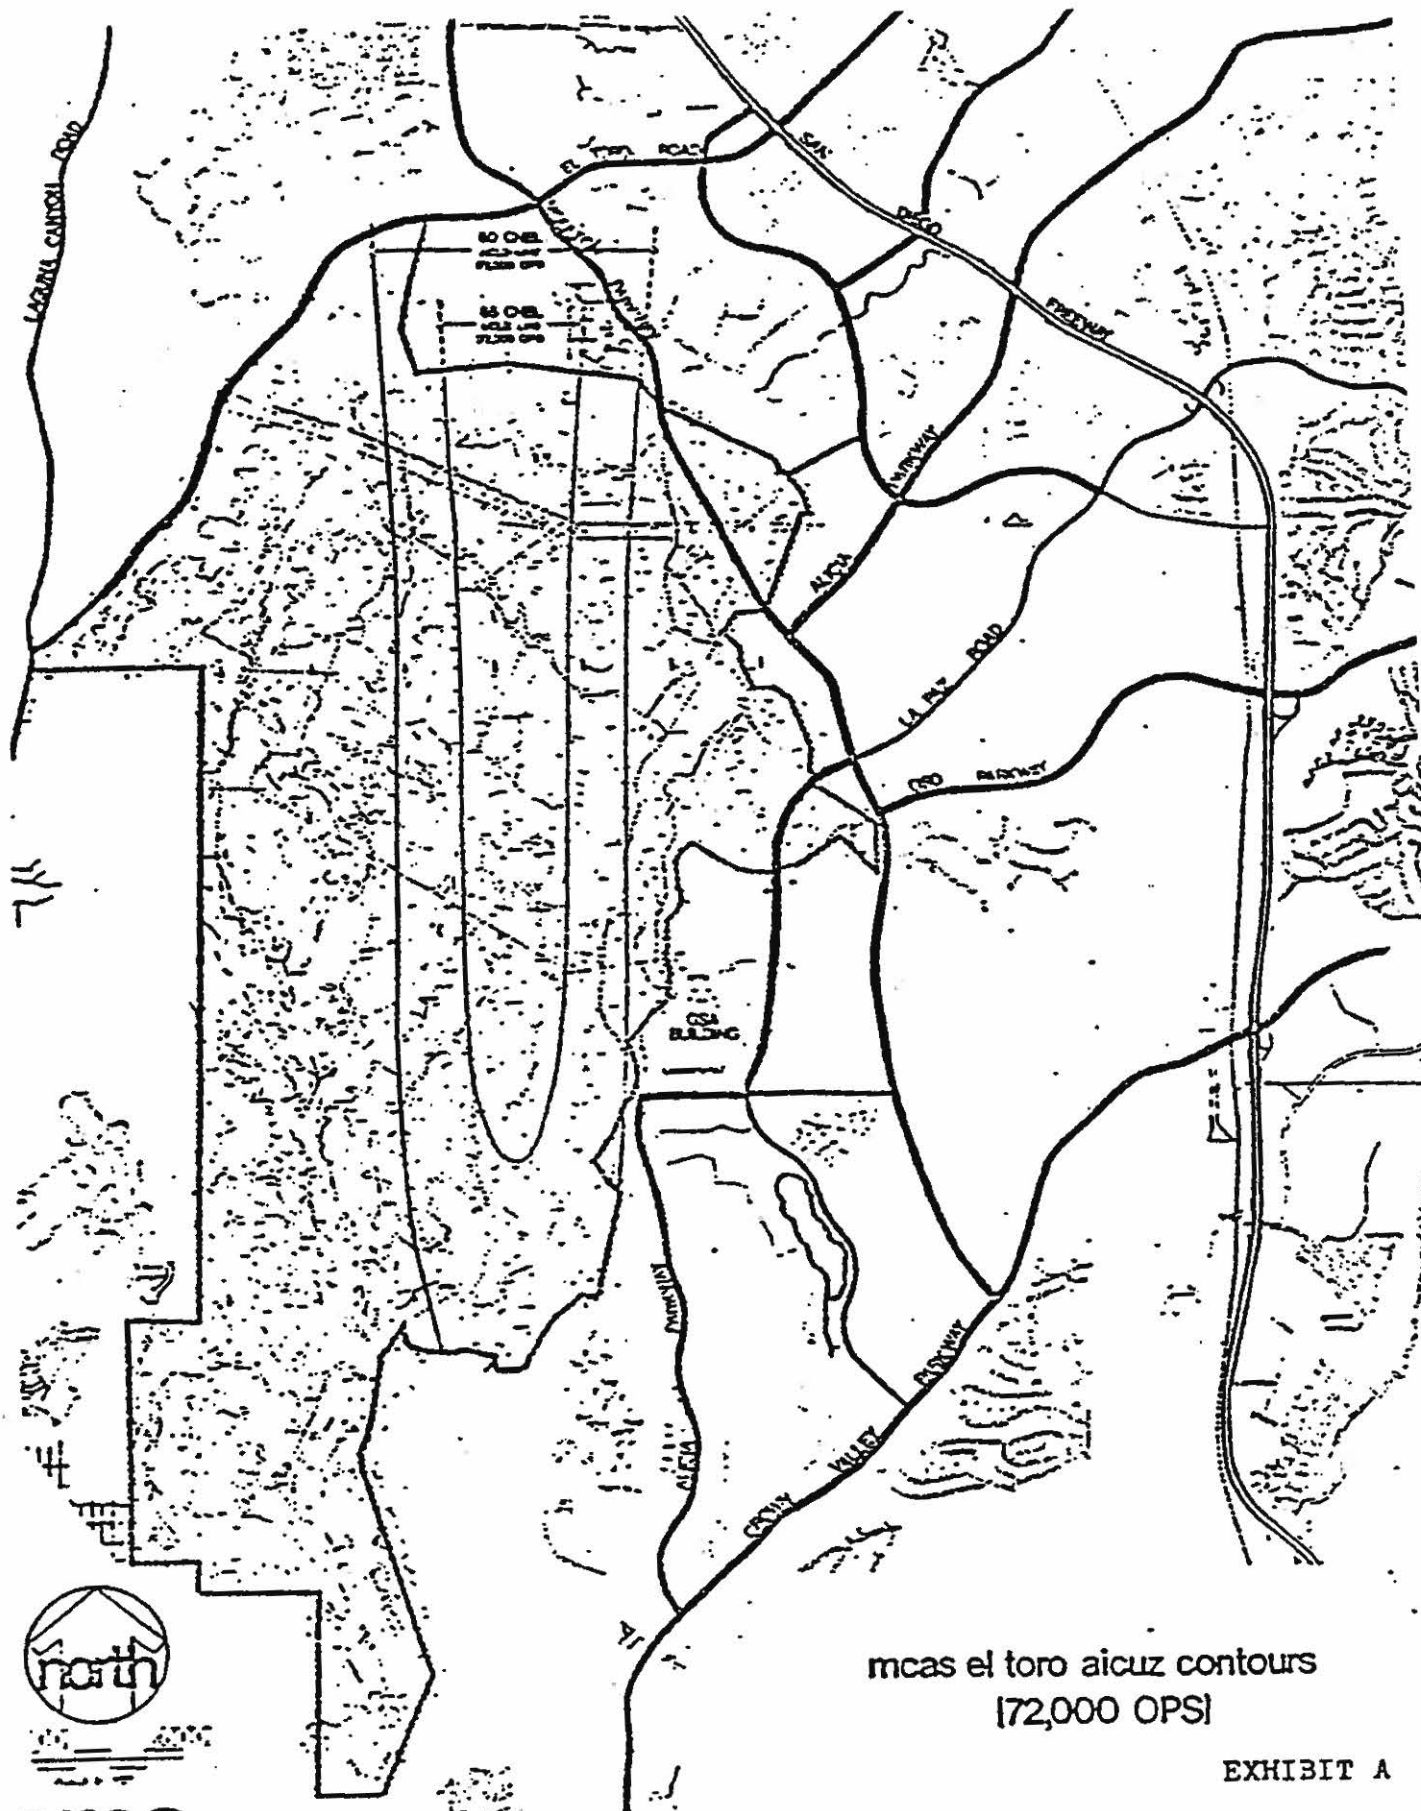 LAGUNA CANYON ROAD
EL TORO ROAD
SAN
DIEGO
FREEWAY
60 CNEL
65 CNEL
PARKWAY
ALICIA
LA PAZ ROAD
OSO PARKWAY
BUILDING
PARKWAY
ALICIA
CROWN VALLEY PARKWAY
north
mcas el toro aicuz contours
[72,000 OPS]
EXHIBIT A